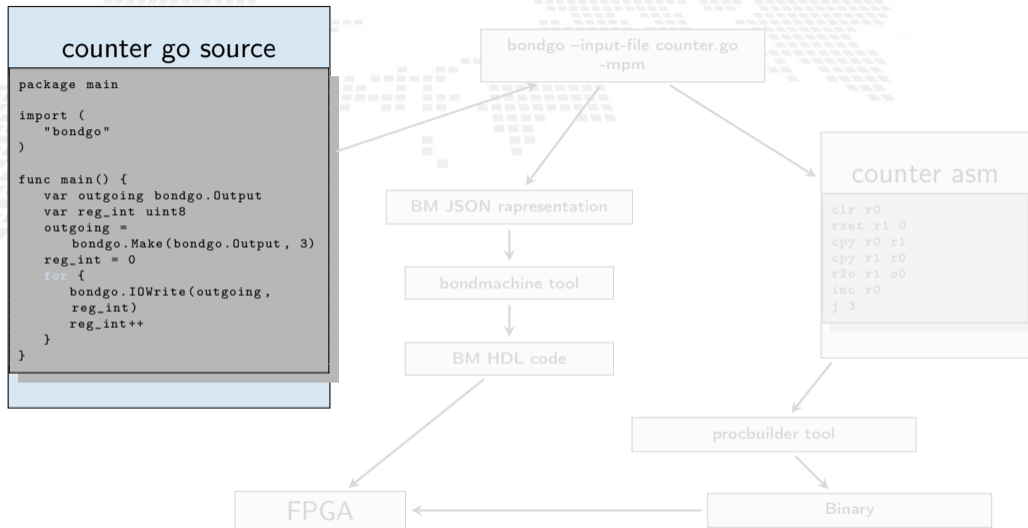 counter go source
package main
import (
"bondgo"
)
func main() {
var outgoing bondgo.Output
var reg_int uint8
outgoing =
bondgo.Make(bondgo.Output, 3)
reg_int = 0
for {
bondgo.IOWrite(outgoing,
reg_int)
reg_int++
}
}
bondgo –input-file counter.go
-mpm
BM JSON rapresentation
bondmachine tool
BM HDL code
FPGA
counter asm
clr r0
rset r1 0
cpy r0 r1
cpy r1 r0
r2o r1 o0
inc r0
j 3
procbuilder tool
Binary